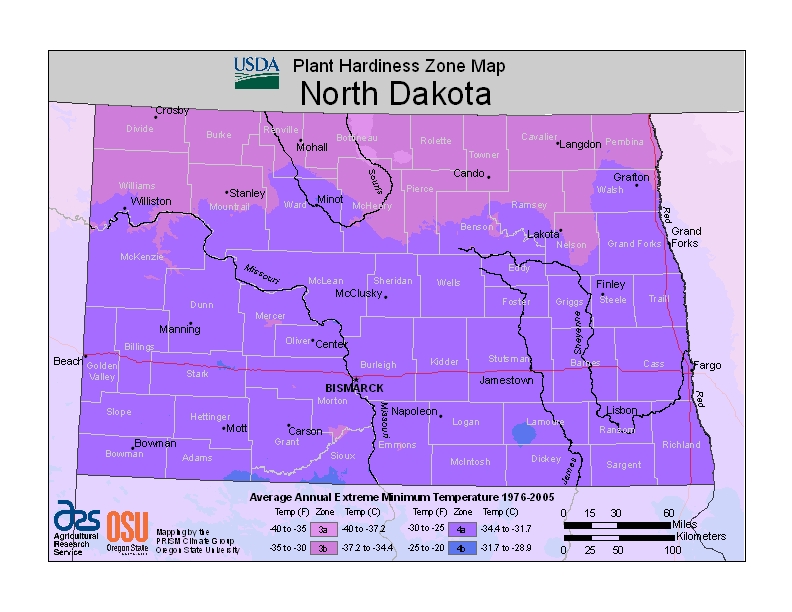 USDA Plant Hardiness Zone Map
North Dakota
Crosby
Divide
Burke
Renville
Bottineau
Rolette
Towner
Cavalier
Pembina
Mohall
Langdon
Cando
Williams
Williston
Stanley
Mountrail
Ward
Minot
Souris
McHenry
Pierce
Ramsey
Walsh
Grafton
Benson
Lakota
Nelson
Grand Forks
Red
Grand
Forks
McKenzie
Missouri
McLean
Sheridan
McClusky
Wells
Eddy
Foster
Griggs
Finley
Steele
Traill
Dunn
Manning
Mercer
Oliver
Center
Sheyenne
Billings
Beach
Golden
Valley
Stark
Burleigh
Kidder
Stutsman
Barnes
Cass
Fargo
BISMARCK
Jamestown
Morton
Slope
Hettinger
Mott
Carson
Grant
Missouri
Napoleon
Logan
Lamoure
Lisbon
Ransom
Red
Bowman
Bowman
Adams
Sioux
Emmons
McIntosh
Dickey
James
Sargent
Richland
Average Annual Extreme Minimum Temperature 1976-2005
Temp (F) Zone Temp (C) Temp (F) Zone Temp (C)
-40 to -35 3a -40 to -37.2 -30 to -25 4a -34.4 to -31.7
-35 to -30 3b -37.2 to -34.4 -25 to -20 4b -31.7 to -28.9
ars
Agricultural
Research
Service
OSU
Oregon State
Mapping by the
PRISM Climate Group
Oregon State University
0 15 30 60
Miles
Kilometers
0 25 50 100